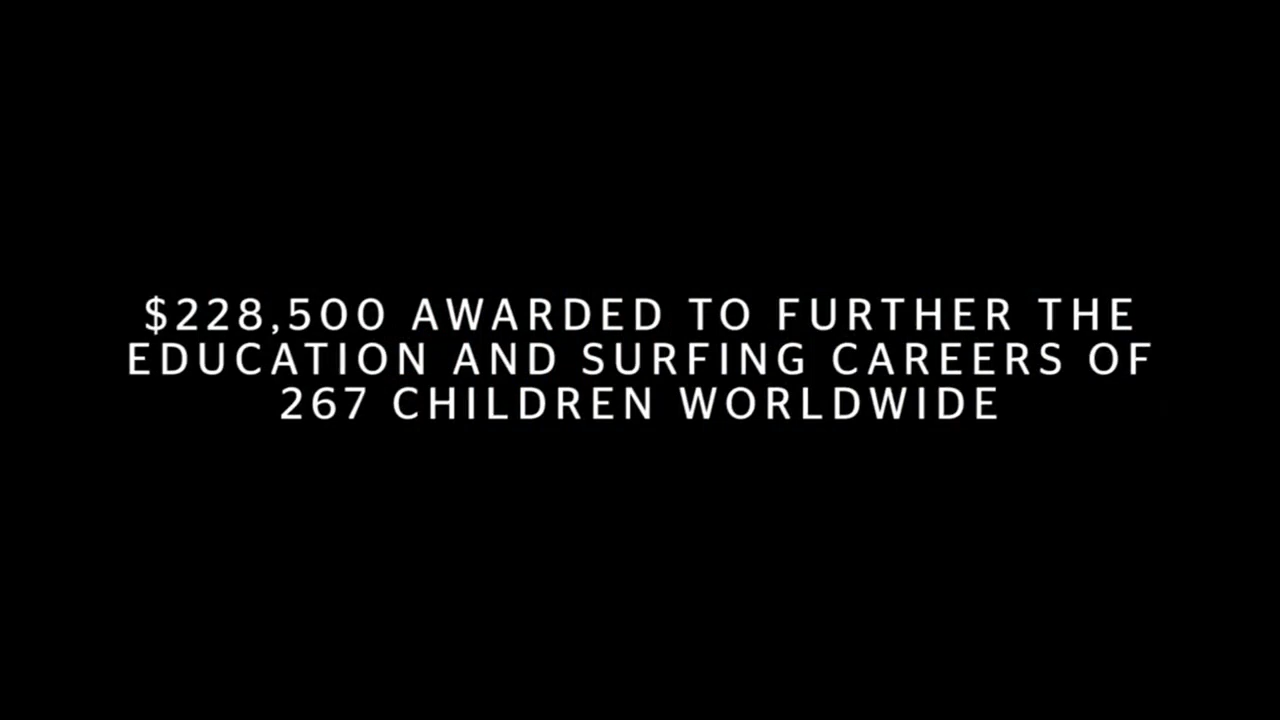 $228,500 AWARDED TO FURTHER THE
EDUCATION AND SURFING CAREERS OF
267 CHILDREN WORLDWIDE